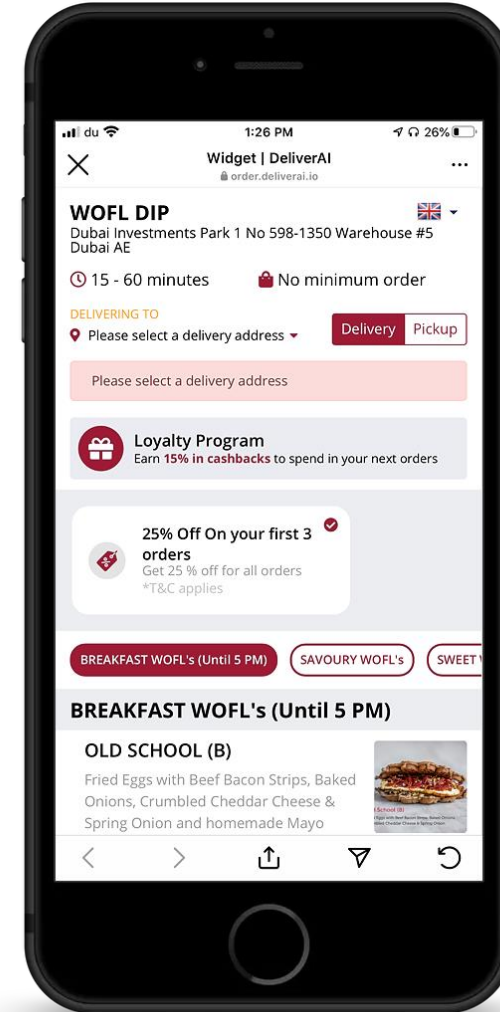 du
1:26 PM
26%
Widget | DeliverAI
order.deliverai.io
WOFL DIP
Dubai Investments Park 1 No 598-1350 Warehouse #5
Dubai AE
15 - 60 minutes
No minimum order
DELIVERING TO
Please select a delivery address
Delivery
Pickup
Please select a delivery address
Loyalty Program
Earn 15% in cashbacks to spend in your next orders
25% Off On your first 3
orders
Get 25 % off for all orders
*T&C applies
BREAKFAST WOFL's (Until 5 PM)
SAVOURY WOFL's
SWEET
BREAKFAST WOFL's (Until 5 PM)
OLD SCHOOL (B)
Fried Eggs with Beef Bacon Strips, Baked
Onions, Crumbled Cheddar Cheese &
Spring Onion and homemade Mayo
School (B)